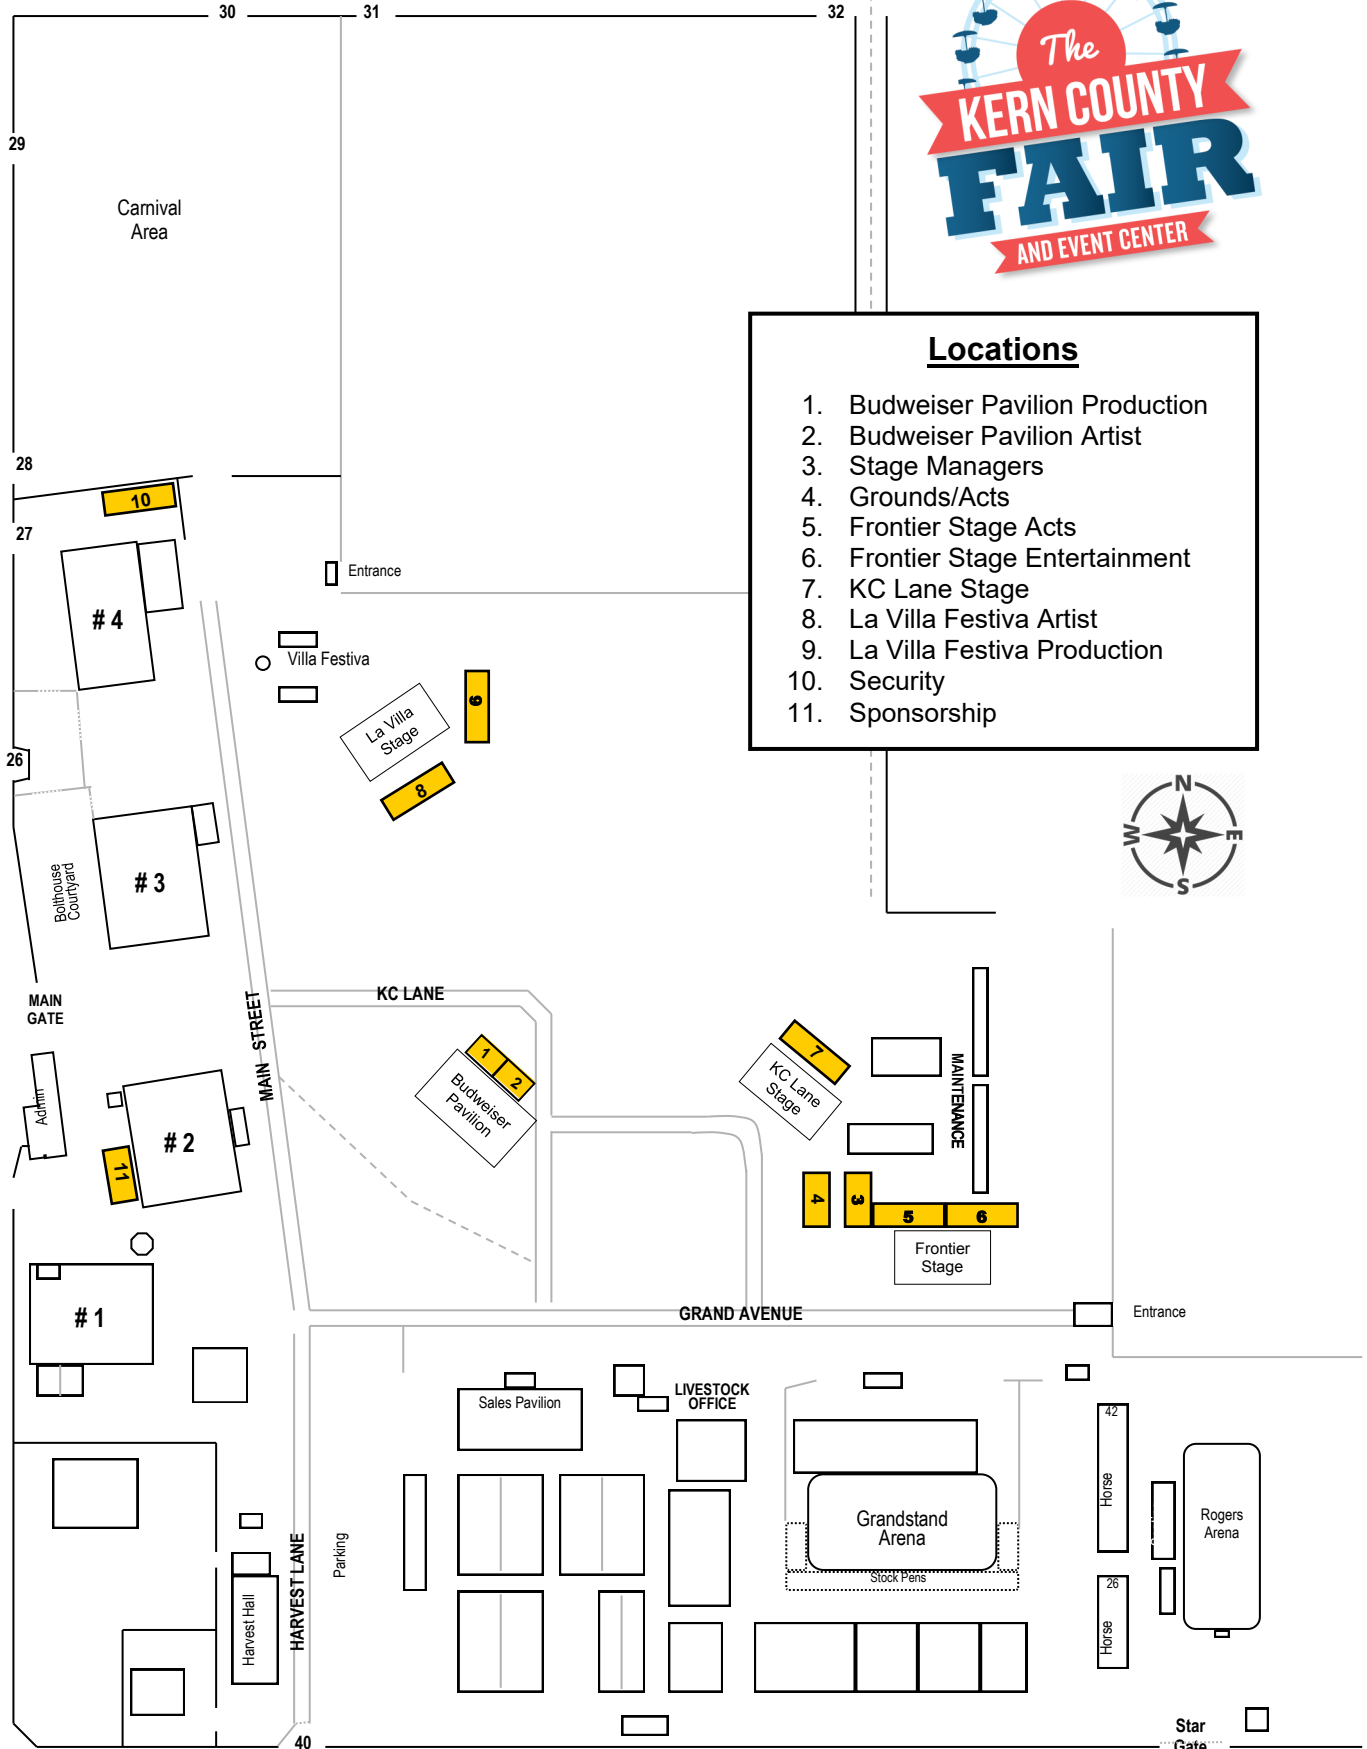 30
31
32
The
KERN COUNTY
FAIR
AND EVENT CENTER
29
Carnival
Area
Locations
1. Budweiser Pavilion Production
2. Budweiser Pavilion Artist
3. Stage Managers
4. Grounds/Acts
5. Frontier Stage Acts
6. Frontier Stage Entertainment
7. KC Lane Stage
8. La Villa Festiva Artist
9. La Villa Festiva Production
10. Security
11. Sponsorship
28
10
27
Entrance
# 4
Villa Festiva
9
La Villa
Stage
26
8
N
W
E
S
# 3
Bolthouse
Courtyard
MAIN
GATE
KC LANE
MAIN STREET
1
2
Budweiser
Pavilion
7
KC Lane
Stage
MAINTENANCE
Admin
# 2
11
4
3
5
6
Frontier
Stage
# 1
GRAND AVENUE
Entrance
Sales Pavilion
LIVESTOCK
OFFICE
42
Horse
Grandstand
Arena
Rogers
Arena
Stock Pens
26
Horse
Parking
HARVEST LANE
Harvest Hall
Star
Gate
40